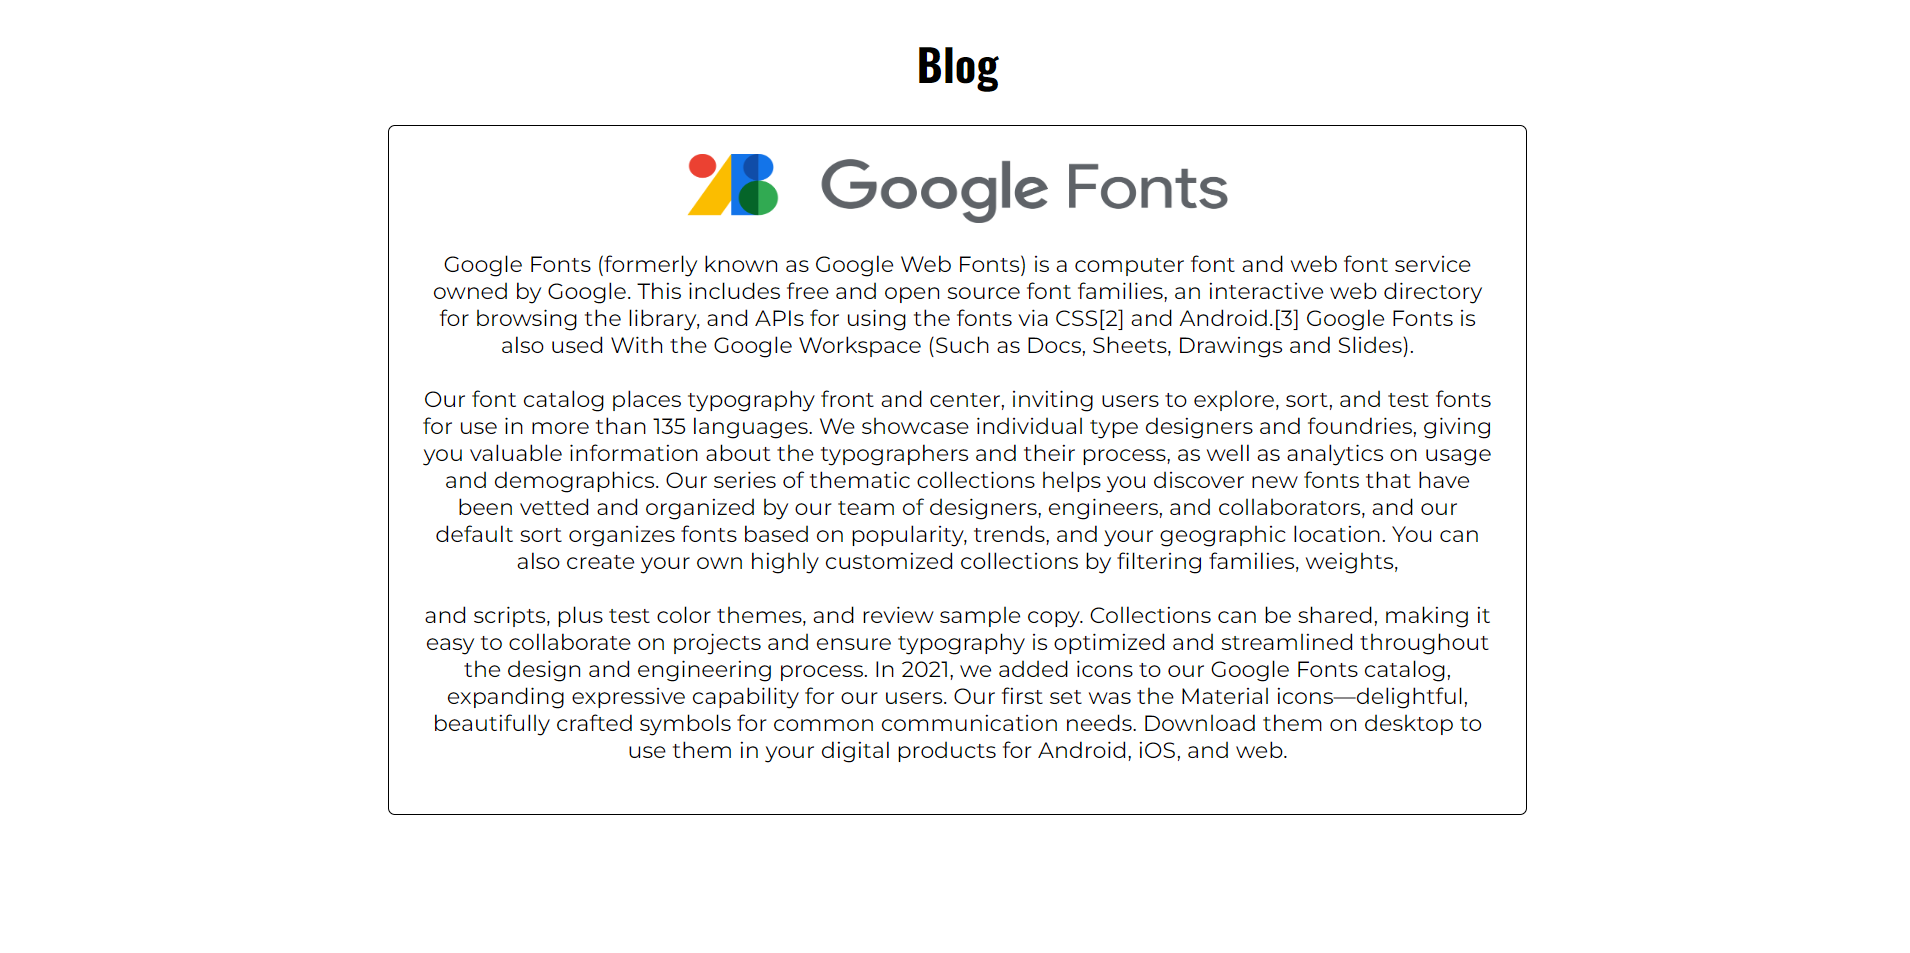 Blog
Google Fonts
Google Fonts (formerly known as Google Web Fonts) is a computer font and web font service
owned by Google. This includes free and open source font families, an interactive web directory
for browsing the library, and APIs for using the fonts via CSS[2] and Android.[3] Google Fonts is
also used With the Google Workspace (Such as Docs, Sheets, Drawings and Slides).
Our font catalog places typography front and center, inviting users to explore, sort, and test fonts
for use in more than 135 languages. We showcase individual type designers and foundries, giving
you valuable information about the typographers and their process, as well as analytics on usage
and demographics. Our series of thematic collections helps you discover new fonts that have
been vetted and organized by our team of designers, engineers, and collaborators, and our
default sort organizes fonts based on popularity, trends, and your geographic location. You can
also create your own highly customized collections by filtering families, weights,
and scripts, plus test color themes, and review sample copy. Collections can be shared, making it
easy to collaborate on projects and ensure typography is optimized and streamlined throughout
the design and engineering process. In 2021, we added icons to our Google Fonts catalog,
expanding expressive capability for our users. Our first set was the Material icons—delightful,
beautifully crafted symbols for common communication needs. Download them on desktop to
use them in your digital products for Android, iOS, and web.